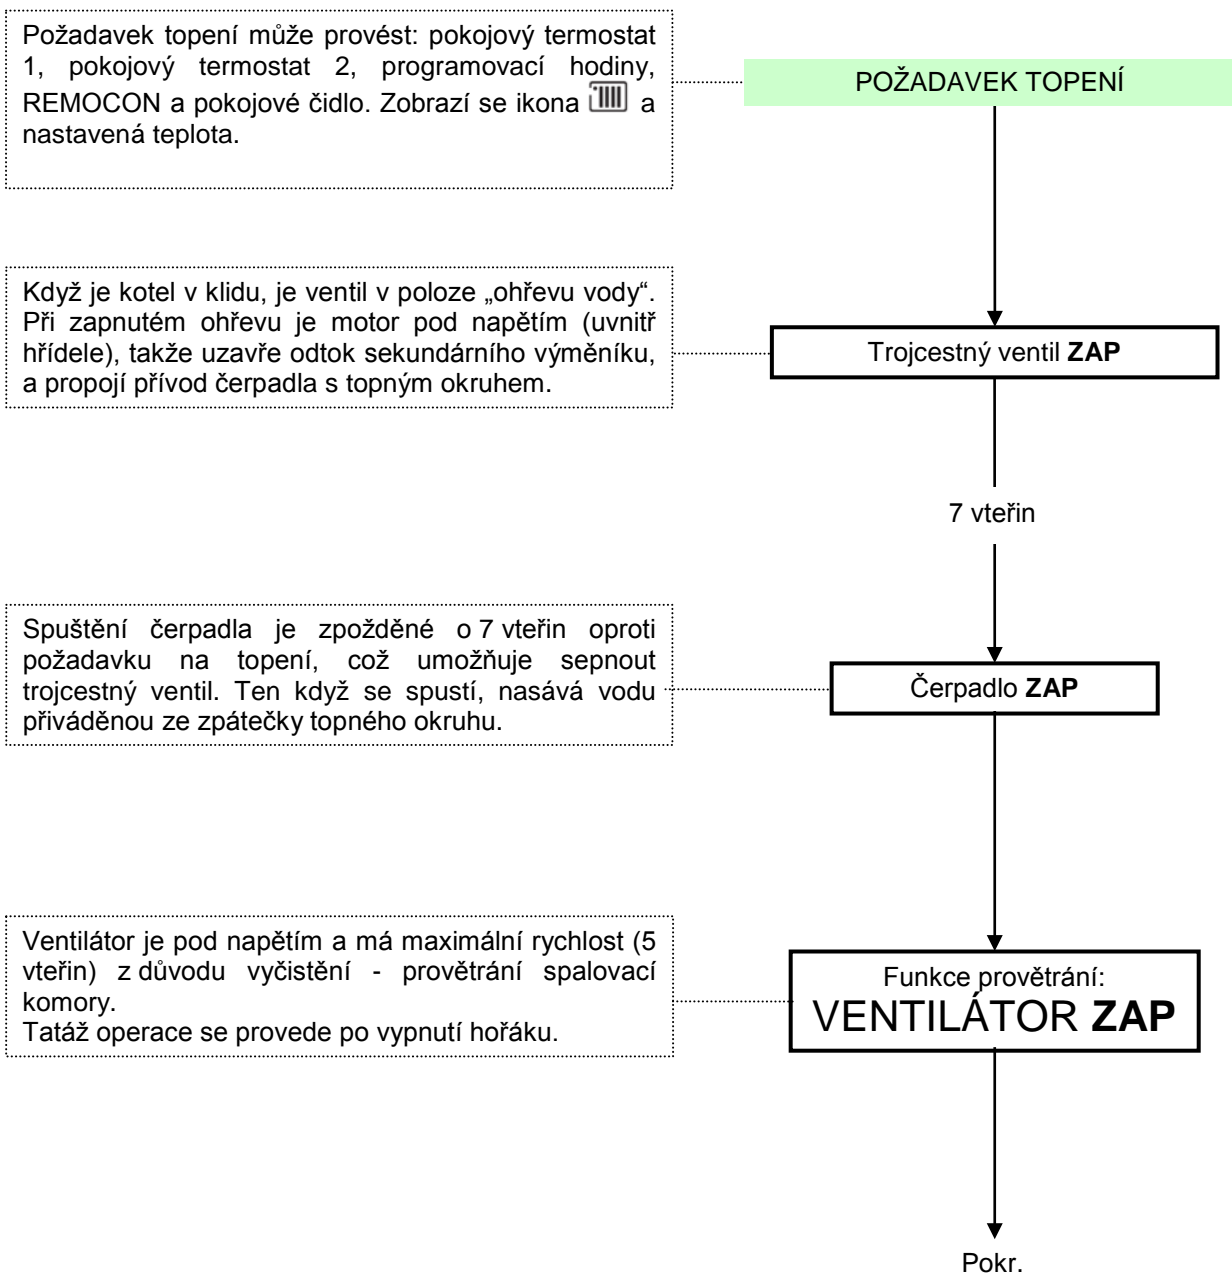 Požadavek topení může provést: pokojový termostat
1, pokojový termostat 2, programovací hodiny,
REMOCON a pokojové čidlo. Zobrazí se ikona a
nastavená teplota.
POŽADAVEK TOPENÍ
Když je kotel v klidu, je ventil v poloze „ohřevu vody“.
Při zapnutém ohřevu je motor pod napětím (uvnitř
hřídele), takže uzavře odtok sekundárního výměníku,
a propojí přívod čerpadla s topným okruhem.
Trojcestný ventil ZAP
7 vteřin
Spuštění čerpadla je zpožděné o 7 vteřin oproti
požadavku na topení, což umožňuje sepnout
trojcestný ventil. Ten když se spustí, nasává vodu
přiváděnou ze zpátečky topného okruhu.
Čerpadlo ZAP
Ventilátor je pod napětím a má maximální rychlost (5
vteřin) z důvodu vyčistění - provětrání spalovací
komory.
Tatáž operace se provede po vypnutí hořáku.
Funkce provětrání:
VENTILÁTOR ZAP
Pokr.